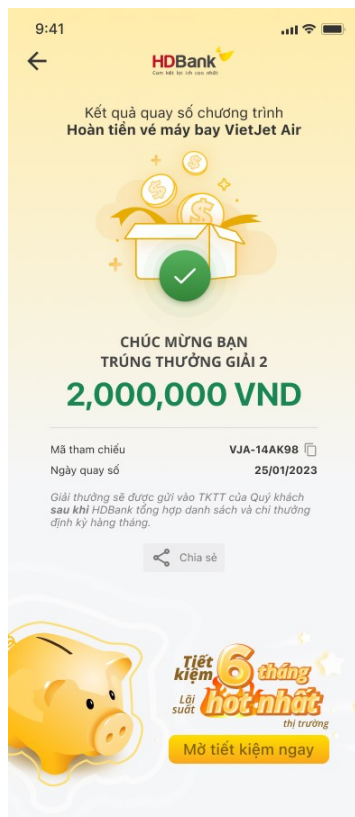 9:41
HDBank
Cam kết lợi ích cao nhất
Kết quả quay số chương trình
Hoàn tiền vé máy bay VietJet Air
CHÚC MỪNG BẠN
TRÚNG THƯỞNG GIẢI 2
2,000,000 VND
Mã tham chiếu VJA-14AK98
Ngày quay số 25/01/2023
Giải thưởng sẽ được gửi vào TKTT của Quý khách
sau khi HDBank tổng hợp danh sách và chi thưởng
định kỳ hàng tháng.
Chia sẻ
Tiết kiệm 6 tháng
Lãi suất hot nhất
thị trường
Mở tiết kiệm ngay